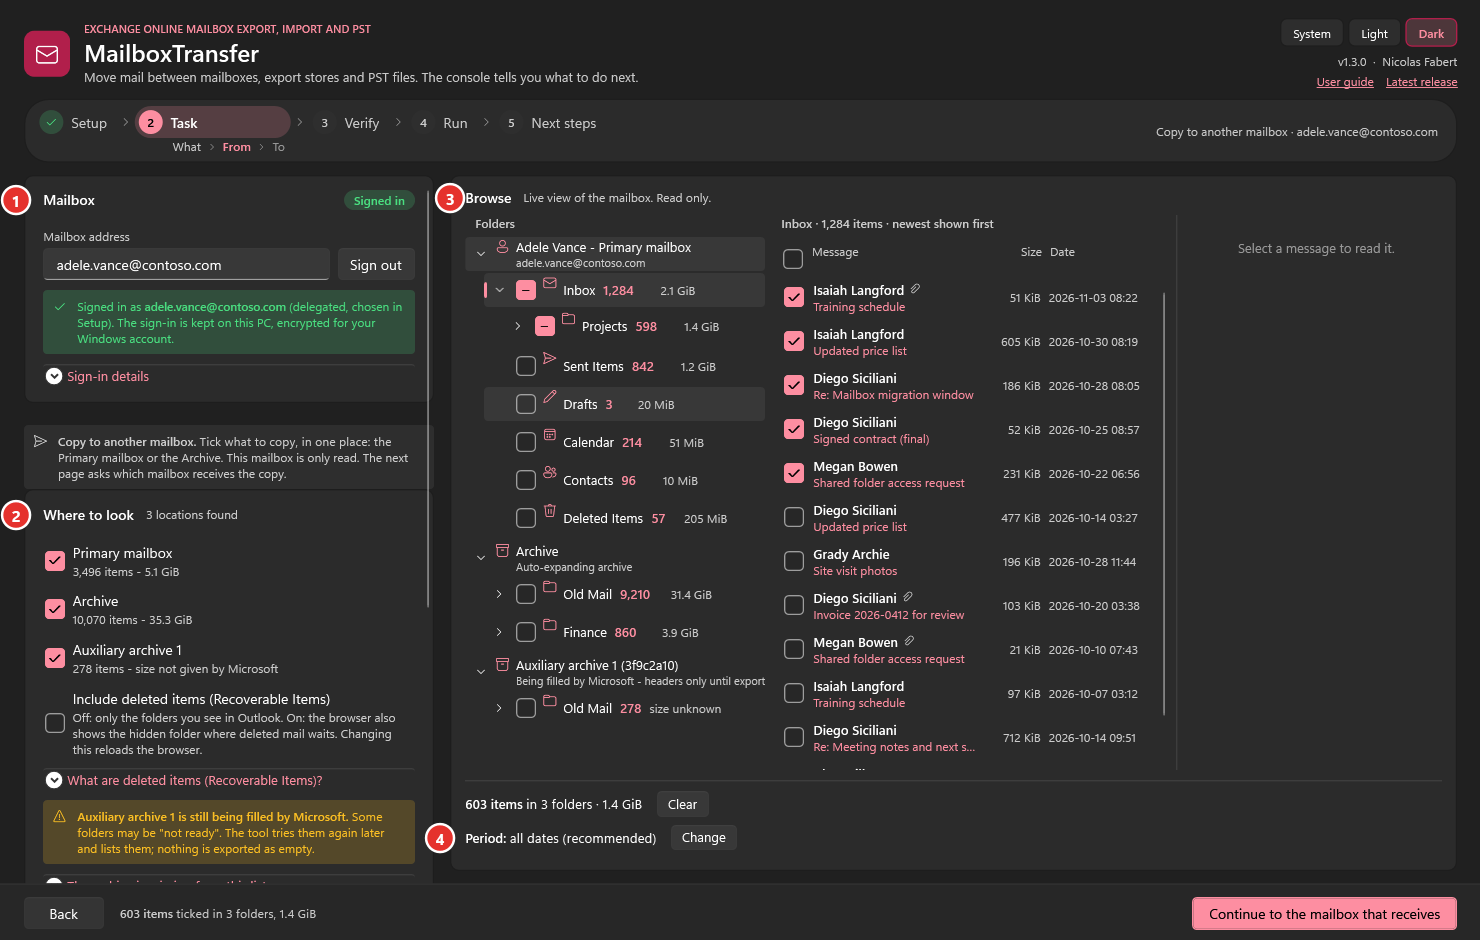 EXCHANGE ONLINE MAILBOX EXPORT, IMPORT AND PST
MailboxTransfer
Move mail between mailboxes, export stores and PST files. The console tells you what to do next.
System
Light
Dark
v1.3.0 · Nicolas Fabert
User guide
Latest release
Setup
2 Task
3 Verify
4 Run
5 Next steps
What
From
To
Copy to another mailbox · adele.vance@contoso.com
1
Mailbox
Signed in
Mailbox address
adele.vance@contoso.com
Sign out
Signed in as adele.vance@contoso.com (delegated, chosen in
Setup). The sign-in is kept on this PC, encrypted for your
Windows account.
Sign-in details
Copy to another mailbox. Tick what to copy, in one place: the
Primary mailbox or the Archive. This mailbox is only read. The next
page asks which mailbox receives the copy.
2
Where to look
3 locations found
Primary mailbox
3,496 items - 5.1 GiB
Archive
10,070 items - 35.3 GiB
Auxiliary archive 1
278 items - size not given by Microsoft
Include deleted items (Recoverable Items)
Off: only the folders you see in Outlook. On: the browser also
shows the hidden folder where deleted mail waits. Changing
this reloads the browser.
What are deleted items (Recoverable Items)?
Auxiliary archive 1 is still being filled by Microsoft. Some
folders may be "not ready". The tool tries them again later
and lists them; nothing is exported as empty.
3
Browse
Live view of the mailbox. Read only.
Folders
Adele Vance - Primary mailbox
adele.vance@contoso.com
Inbox 1,284 2.1 GiB
Projects 598 1.4 GiB
Sent Items 842 1.2 GiB
Drafts 3 20 MiB
Calendar 214 51 MiB
Contacts 96 10 MiB
Deleted Items 57 205 MiB
Archive
Auto-expanding archive
Old Mail 9,210 31.4 GiB
Finance 860 3.9 GiB
Auxiliary archive 1 (3f9c2a10)
Being filled by Microsoft - headers only until export
Old Mail 278 size unknown
Inbox · 1,284 items · newest shown first
Message Size Date
Isaiah Langford
Training schedule
51 KiB 2026-11-03 08:22
Isaiah Langford
Updated price list
605 KiB 2026-10-30 08:19
Diego Siciliani
Re: Mailbox migration window
186 KiB 2026-10-28 08:05
Diego Siciliani
Signed contract (final)
52 KiB 2026-10-25 08:57
Megan Bowen
Shared folder access request
231 KiB 2026-10-22 06:56
Diego Siciliani
Updated price list
477 KiB 2026-10-14 03:27
Grady Archie
Site visit photos
196 KiB 2026-10-28 11:44
Diego Siciliani
Invoice 2026-0412 for review
103 KiB 2026-10-20 03:38
Megan Bowen
Shared folder access request
21 KiB 2026-10-10 07:43
Isaiah Langford
Training schedule
97 KiB 2026-10-07 03:12
Diego Siciliani
Re: Meeting notes and next s...
712 KiB 2026-10-14 09:51
Select a message to read it.
603 items in 3 folders · 1.4 GiB
Clear
4
Period: all dates (recommended)
Change
Back
603 items ticked in 3 folders, 1.4 GiB
Continue to the mailbox that receives